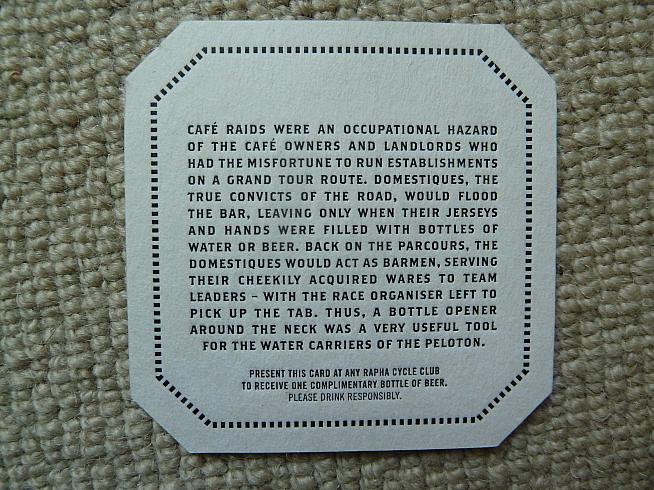 CAFÉ RAIDS WERE AN OCCUPATIONAL HAZARD
OF THE CAFÉ OWNERS AND LANDLORDS WHO
HAD THE MISFORTUNE TO RUN ESTABLISHMENTS
ON A GRAND TOUR ROUTE. DOMESTIQUES, THE
TRUE CONVICTS OF THE ROAD, WOULD FLOOD
THE BAR, LEAVING ONLY WHEN THEIR JERSEYS
AND HANDS WERE FILLED WITH BOTTLES OF
WATER OR BEER. BACK ON THE PARCOURS, THE
DOMESTIQUES WOULD ACT AS BARMEN, SERVING
THEIR CHEEKILY ACQUIRED WARES TO TEAM
LEADERS – WITH THE RACE ORGANISER LEFT TO
PICK UP THE TAB. THUS, A BOTTLE OPENER
AROUND THE NECK WAS A VERY USEFUL TOOL
FOR THE WATER CARRIERS OF THE PELOTON.
PRESENT THIS CARD AT ANY RAPHA CYCLE CLUB
TO RECEIVE ONE COMPLIMENTARY BOTTLE OF BEER.
PLEASE DRINK RESPONSIBLY.